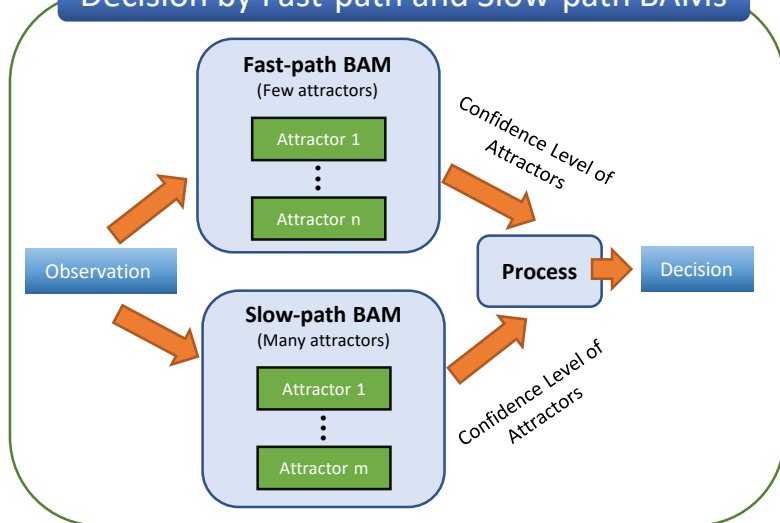 Decision by Fast-path and Slow-path BAMs
Fast-path BAM
(Few attractors)
Attractor 1
Attractor n
Confidence Level of
Attractors
Observation
Process
Decision
Slow-path BAM
(Many attractors)
Attractor 1
Attractor m
Confidence Level of
Attractors